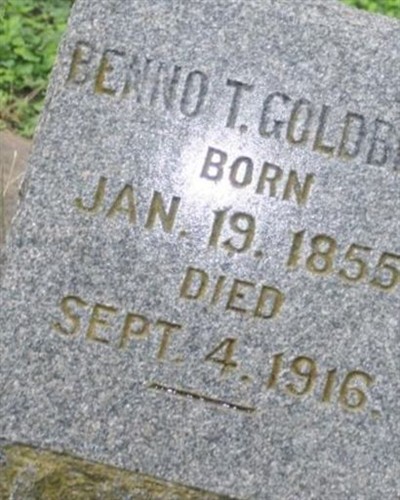 BENNO T. GOLDB
BORN
JAN. 19. 1855
DIED
SEPT. 4. 1916.